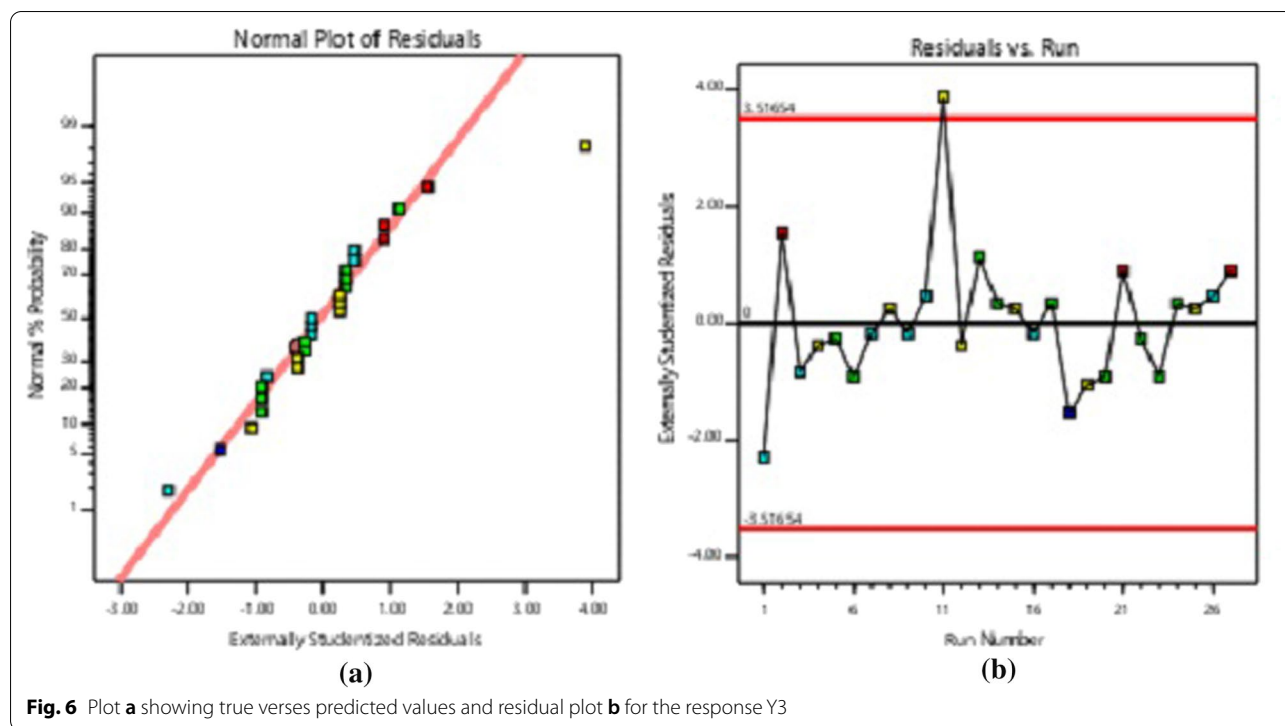 Normal Plot of Residuals
Normal % Probability
99
95
90
80
70
50
30
20
10
5
1
-3.00 -2.00 -1.00 0.00 1.00 2.00 3.00 4.00
Externally Studentized Residuals
(a)
Residuals vs. Run
Externally Studentized Residuals
4.00
3.51654
2.00
0
0.00
-2.00
-3.51654
-4.00
1 6 11 16 21 26
Run Number
(b)
Fig. 6 Plot a showing true verses predicted values and residual plot b for the response Y3